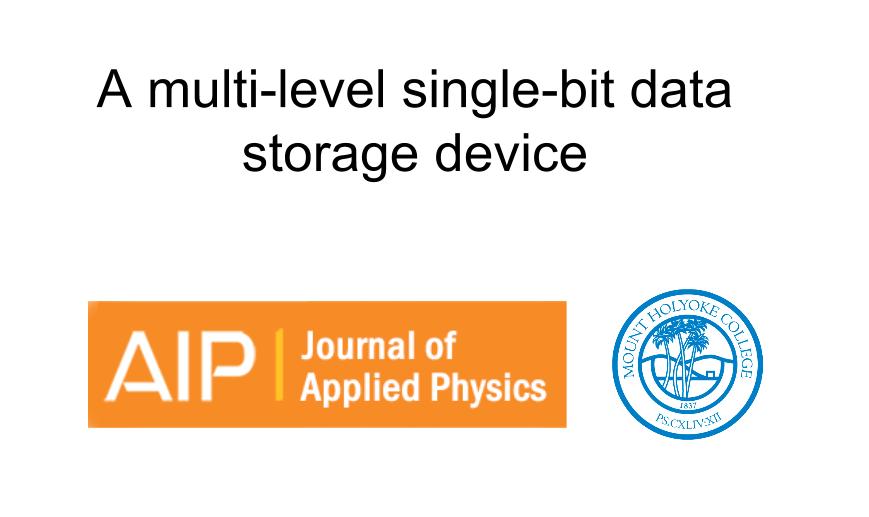 A multi-level single-bit data
storage device
AIP
Journal of
Applied Physics
MOUNT HOLYOKE COLLEGE
1837
PS.CXLIV:XII